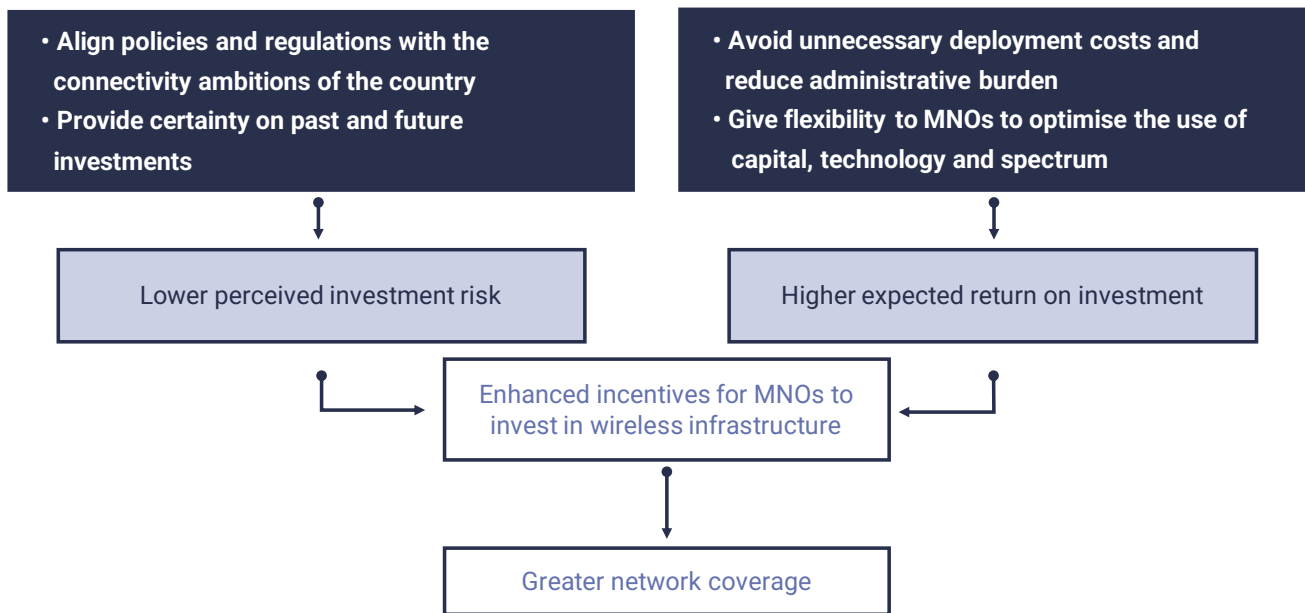 • Align policies and regulations with the
connectivity ambitions of the country
• Provide certainty on past and future
investments
• Avoid unnecessary deployment costs and
reduce administrative burden
• Give flexibility to MNOs to optimise the use of
capital, technology and spectrum
Lower perceived investment risk
Higher expected return on investment
Enhanced incentives for MNOs to
invest in wireless infrastructure
Greater network coverage